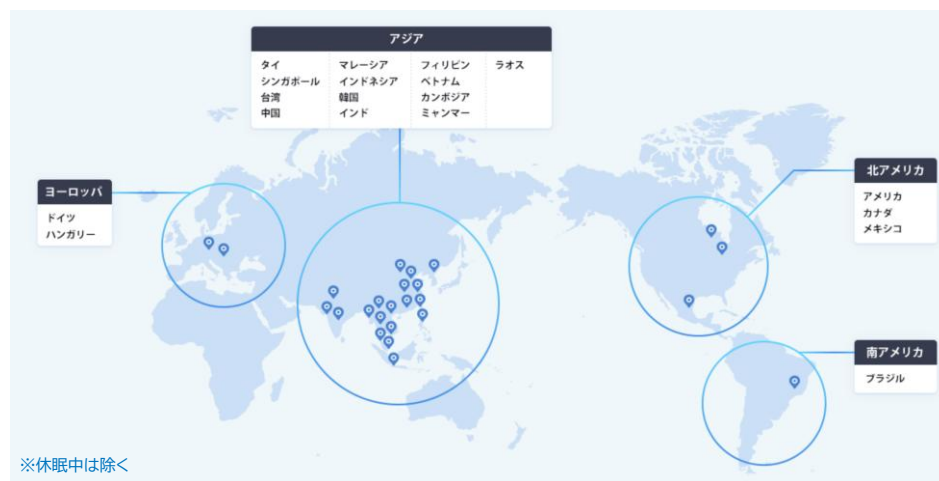 アジア
タイ
シンガポール
台湾
中国
マレーシア
インドネシア
韓国
インド
フィリピン
ベトナム
カンボジア
ミャンマー
ラオス
ヨーロッパ
ドイツ
ハンガリー
北アメリカ
アメリカ
カナダ
メキシコ
南アメリカ
ブラジル
※休眠中は除く